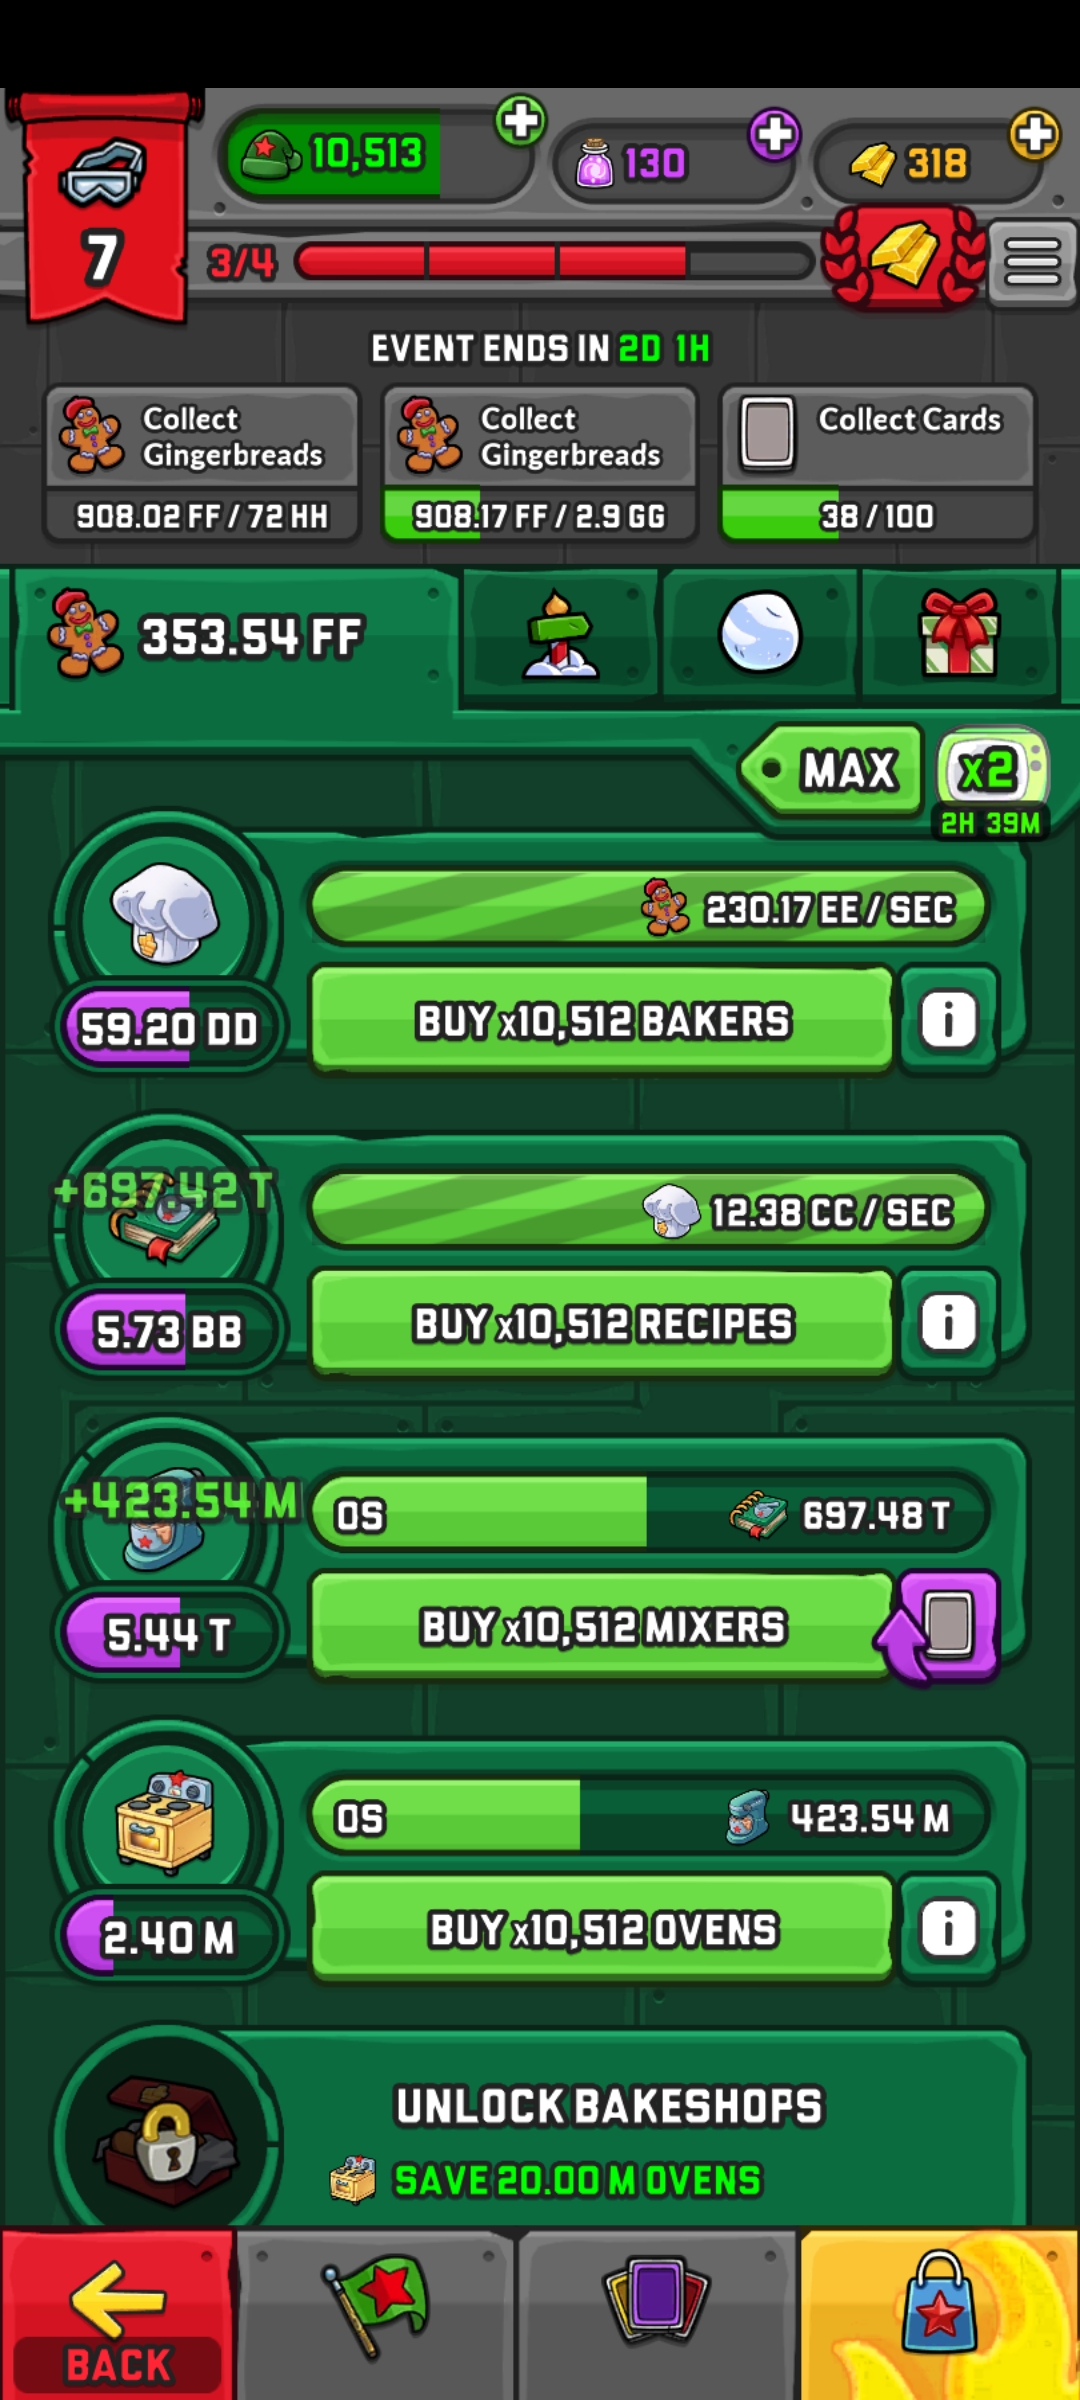 10,513
130
318
7
3/4
EVENT ENDS IN 2D 1H
Collect
Gingerbreads
908.02 FF / 72 HH
Collect
Gingerbreads
908.17 FF / 2.9 GG
Collect Cards
38 / 100
353.54 FF
MAX
x2
2H 39M
230.17 EE / SEC
59.20 DD
BUY x10,512 BAKERS
i
+697.42 T
12.38 CC / SEC
5.73 BB
BUY x10,512 RECIPES
i
+423.54 M
0S
697.48 T
5.44 T
BUY x10,512 MIXERS
0S
423.54 M
2.40 M
BUY x10,512 OVENS
i
UNLOCK BAKESHOPS
SAVE 20.00 M OVENS
BACK